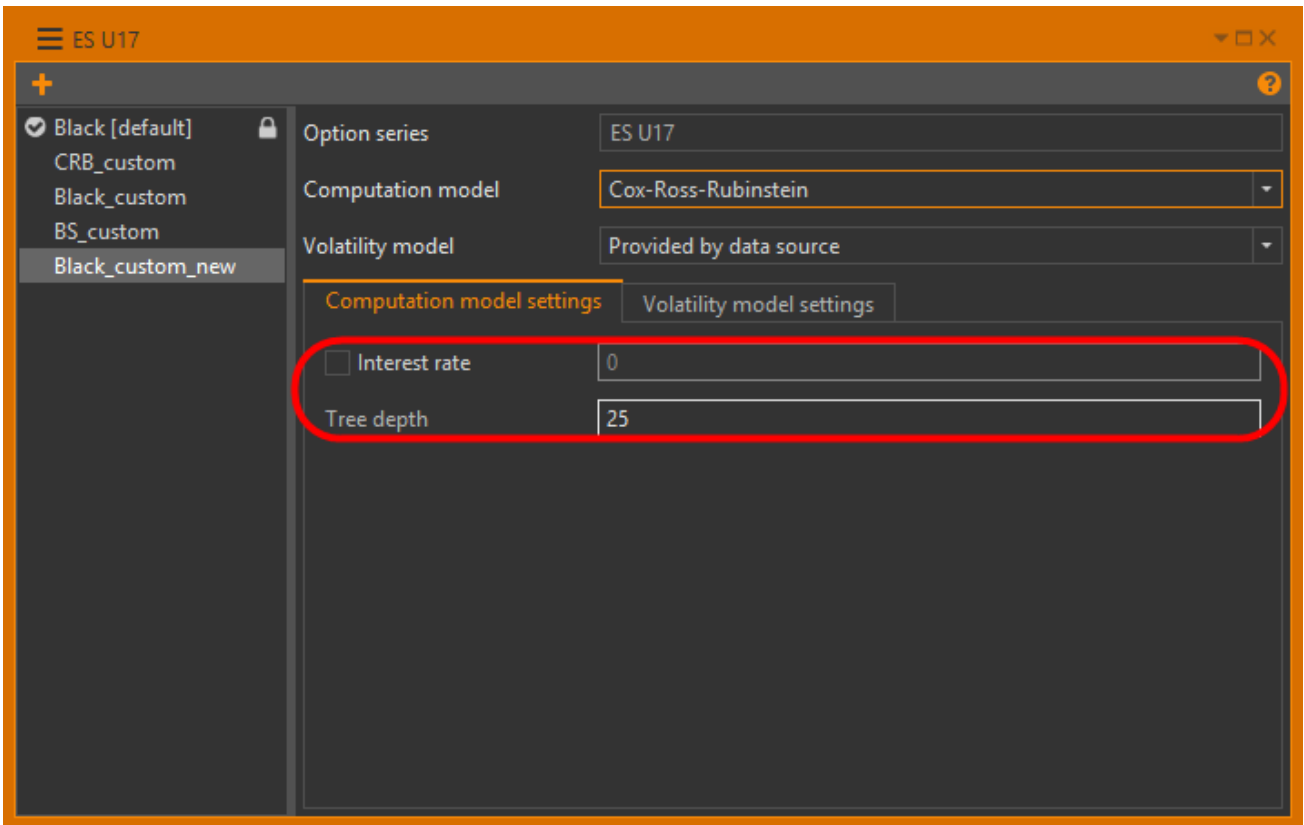 ES U17
Black [default]
CRB_custom
Black_custom
BS_custom
Black_custom_new
Option series ES U17
Computation model Cox-Ross-Rubinstein
Volatility model Provided by data source
Computation model settings Volatility model settings
Interest rate 0
Tree depth 25